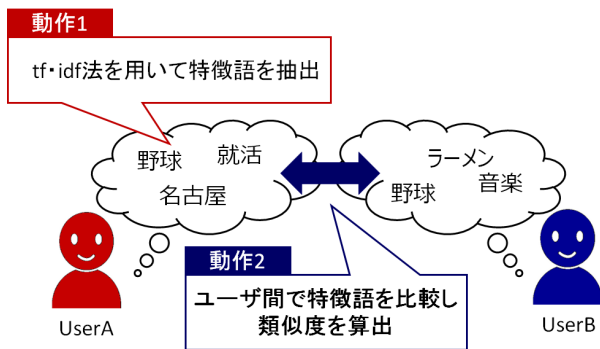 動作1
tf・idf法を用いて特徴語を抽出
野球
就活
名古屋
ラーメン
音楽
野球
動作2
ユーザ間で特徴語を比較し
類似度を算出
UserA
UserB